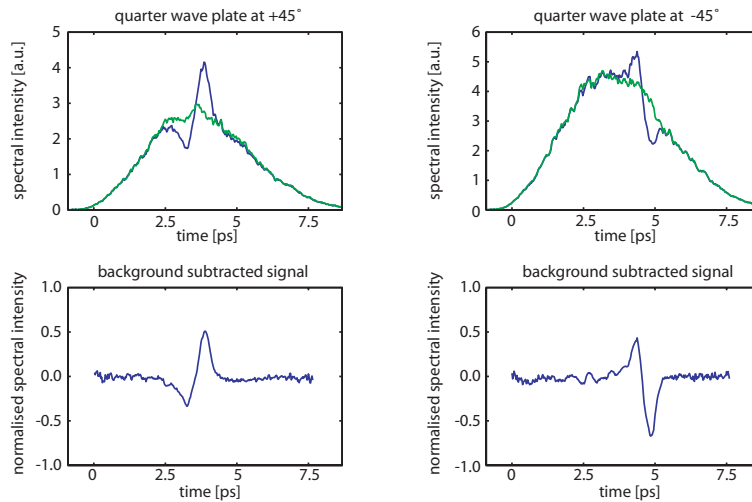 quarter wave plate at +45˚
spectral intensity [a.u.]
5
4
3
2
1
0
0 2.5 5 7.5
time [ps]
quarter wave plate at -45˚
spectral intensity [a.u.]
6
5
4
3
2
1
0
0 2.5 5 7.5
time [ps]
background subtracted signal
normalised spectral intensity
1.0
0.5
0
-0.5
-1.0
0 2.5 5 7.5
time [ps]
background subtracted signal
normalised spectral intensity
1.0
0.5
0
-0.5
-1.0
0 2.5 5 7.5
time [ps]